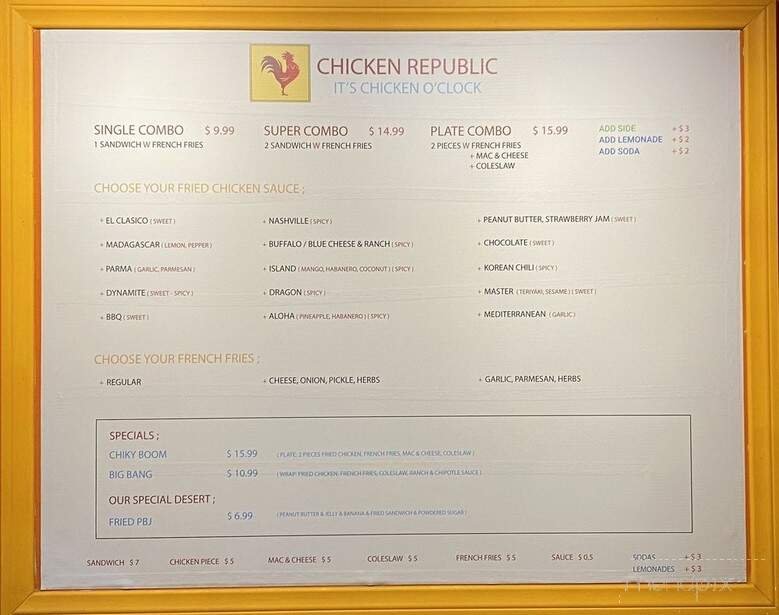 CHICKEN REPUBLIC
IT'S CHICKEN O'CLOCK
SINGLE COMBO $ 9.99
1 SANDWICH W FRENCH FRIES
SUPER COMBO $ 14.99
2 SANDWICH W FRENCH FRIES
PLATE COMBO $ 15.99
2 PIECES W FRENCH FRIES
+ MAC & CHEESE
+ COLESLAW
ADD SIDE + $ 3
ADD LEMONADE + $ 2
ADD SODA + $ 2
CHOOSE YOUR FRIED CHICKEN SAUCE ;
+ EL CLASICO ( SWEET )
+ MADAGASCAR ( LEMON, PEPPER )
+ PARMA ( GARLIC, PARMESAN )
+ DYNAMITE ( SWEET - SPICY )
+ BBQ ( SWEET )
+ NASHVILLE ( SPICY )
+ BUFFALO / BLUE CHEESE & RANCH ( SPICY )
+ ISLAND ( MANGO, HABANERO, COCONUT ) ( SPICY )
+ DRAGON ( SPICY )
+ ALOHA ( PINEAPPLE, HABANERO ) ( SPICY )
+ PEANUT BUTTER, STRAWBERRY JAM ( SWEET )
+ CHOCOLATE ( SWEET )
+ KOREAN CHILI ( SPICY )
+ MASTER ( TERIYAKI, SESAME ) ( SWEET )
+ MEDITERRANEAN ( GARLIC )
CHOOSE YOUR FRENCH FRIES ;
+ REGULAR
+ CHEESE, ONION, PICKLE, HERBS
+ GARLIC, PARMESAN, HERBS
SPECIALS ;
CHIKY BOOM $ 15.99 ( PLATE: 2 PIECES FRIED CHICKEN, FRENCH FRIES, MAC & CHEESE, COLESLAW )
BIG BANG $ 10.99 ( WRAP: FRIED CHICKEN, FRENCH FRIES, COLESLAW, RANCH & CHIPOTLE SAUCE )
OUR SPECIAL DESERT ;
FRIED PBJ $ 6.99 ( PEANUT BUTTER & JELLY & BANANA & FRIED SANDWICH & POWDERED SUGAR )
SANDWICH $ 7 CHICKEN PIECE $ 5 MAC & CHEESE $ 5 COLESLAW $ 5 FRENCH FRIES $ 5 SAUCE $ 0.5
SODAS + $ 3
LEMONADES + $ 3
menupix